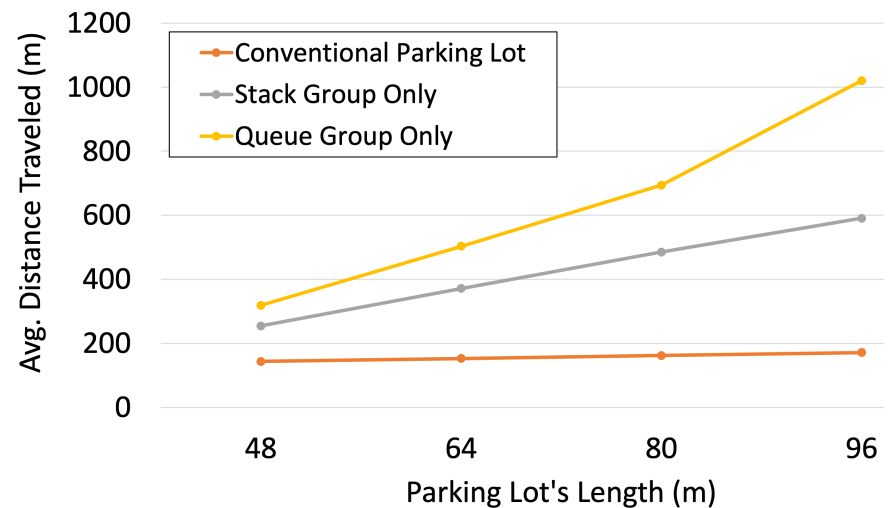 1200
1000
800
600
400
200
0
Avg. Distance Traveled (m)
Conventional Parking Lot
Stack Group Only
Queue Group Only
48 64 80 96
Parking Lot's Length (m)